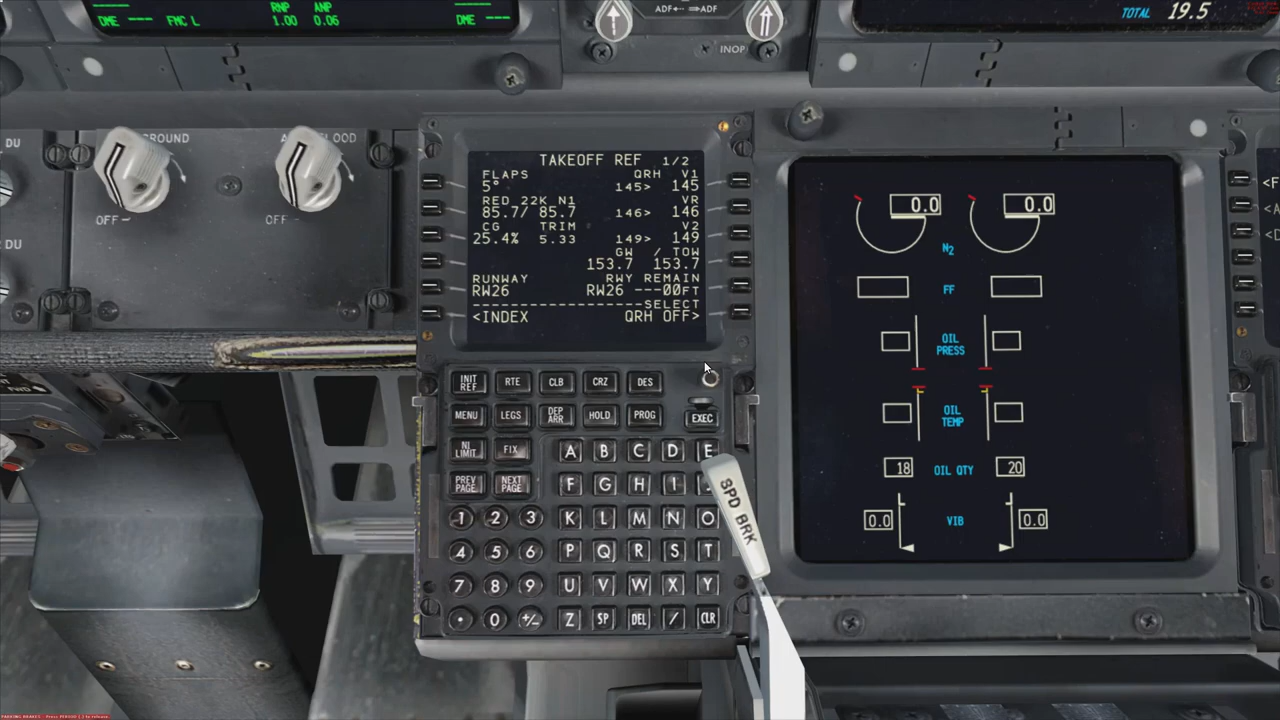 RNP ANP
DME --- FMC L 1.00 0.06 DME ---
ADF← ⇒ADF
INOP
TOTAL 19.5
DU
OFF
OFF
DU
TAKEOFF REF 1/2
FLAPS QRH V1
5° 145> 145
RED 22K N1 VR
85.7/ 85.7 146> 146
CG TRIM V2
25.4% 5.33 149> 149
GW / TOW
153.7 153.7
RUNWAY RWY REMAIN
RW26 RW26 ---00FT
------------------SELECT
<INDEX QRH OFF>
INIT REF RTE CLB CRZ DES
MENU LEGS DEP ARR HOLD PROG EXEC
N1 LIMIT FIX A B C D E
PREV PAGE NEXT PAGE F G H I
1 2 3 K L M N O
4 5 6 P Q R S T
7 8 9 U V W X Y
. 0 +/- Z SP DEL / CLR
SPD BRK
0.0 0.0
N2
FF
OIL
PRESS
OIL
TEMP
18 OIL QTY 20
0.0 VIB 0.0
<F
<A
<D
FWD